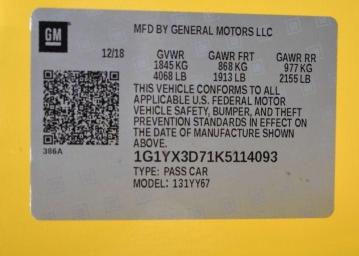 GM
MFD BY GENERAL MOTORS LLC
12/18 GVWR GAWR FRT GAWR RR
1845 KG 868 KG 977 KG
4068 LB 1913 LB 2155 LB
THIS VEHICLE CONFORMS TO ALL
APPLICABLE U.S. FEDERAL MOTOR
VEHICLE SAFETY, BUMPER, AND THEFT
PREVENTION STANDARDS IN EFFECT ON
THE DATE OF MANUFACTURE SHOWN
ABOVE.
386A
1G1YX3D71K5114093
TYPE: PASS CAR
MODEL: 131YY67